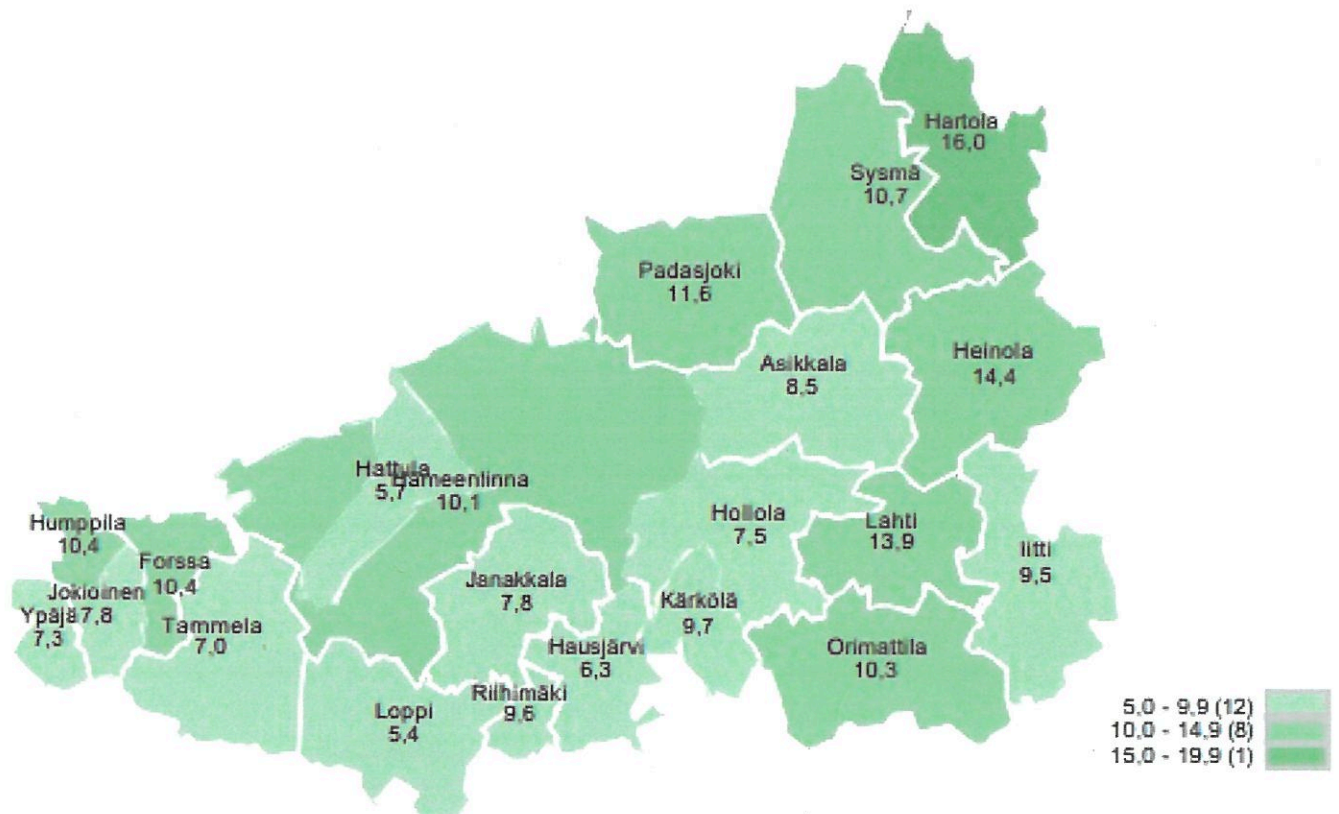 Hartola
16,0
Sysmä
10,7
Padasjoki
11,6
Heinola
14,4
Asikkala
8,5
Hattula
5,7
Hämeenlinna
10,1
Hollola
7,5
Lahti
13,9
Iitti
9,5
Humppila
10,4
Forssa
10,4
Jokioinen
7,8
Ypäjä
7,3
Tammela
7,0
Janakkala
7,8
Kärkölä
9,7
Hausjärvi
6,3
Orimattila
10,3
Riihimäki
9,6
Loppi
5,4
5,0 - 9,9 (12)
10,0 - 14,9 (8)
15,0 - 19,9 (1)